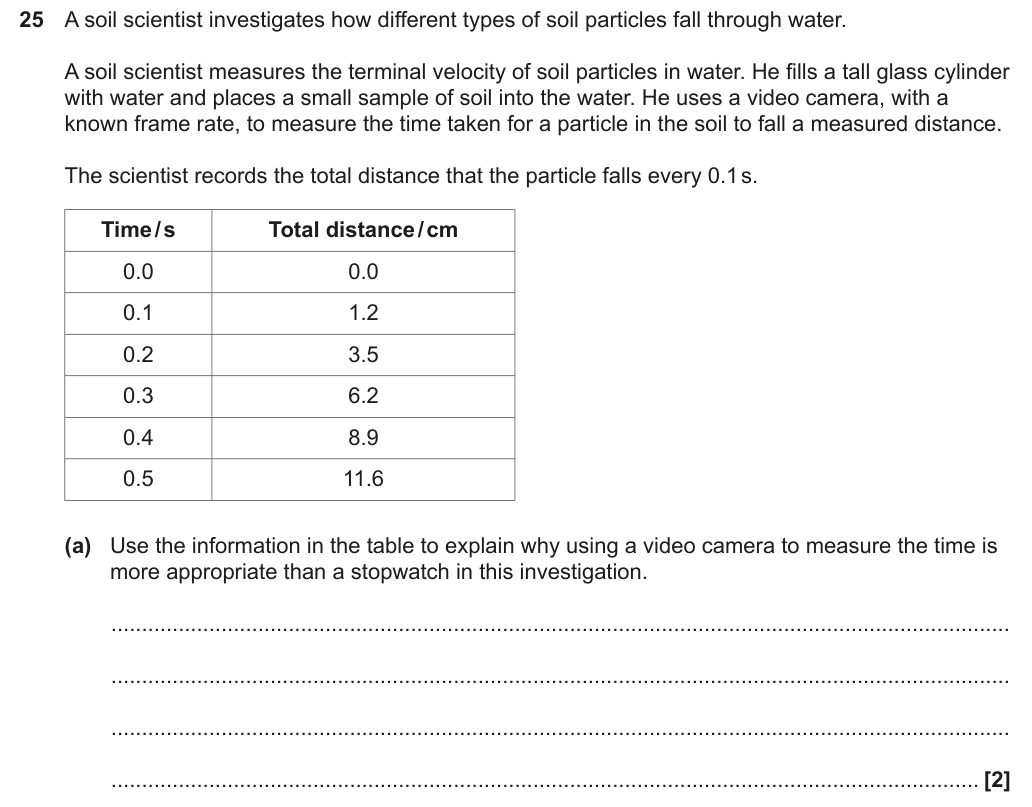 25 A soil scientist investigates how different types of soil particles fall through water.
A soil scientist measures the terminal velocity of soil particles in water. He fills a tall glass cylinder
with water and places a small sample of soil into the water. He uses a video camera, with a
known frame rate, to measure the time taken for a particle in the soil to fall a measured distance.
The scientist records the total distance that the particle falls every 0.1 s.
Time / s Total distance / cm
0.0 0.0
0.1 1.2
0.2 3.5
0.3 6.2
0.4 8.9
0.5 11.6
(a) Use the information in the table to explain why using a video camera to measure the time is
more appropriate than a stopwatch in this investigation.
[2]